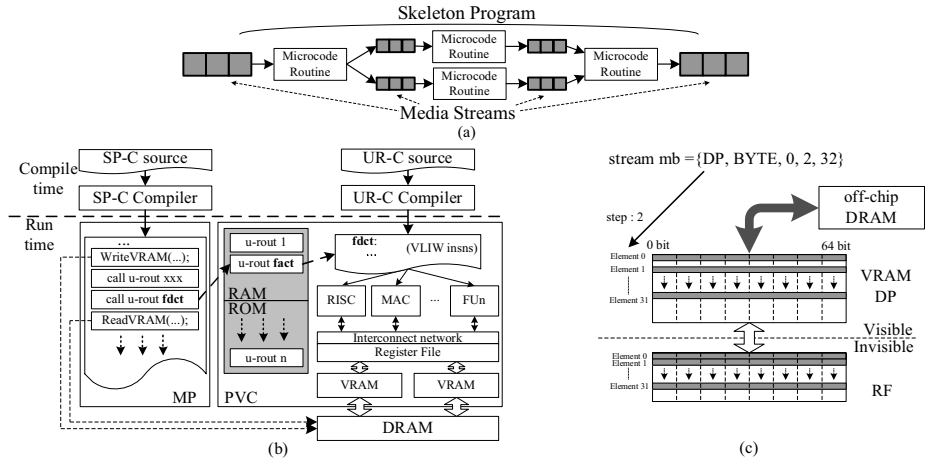 Skeleton Program
Microcode
Routine
Microcode
Routine
Microcode
Routine
Microcode
Routine
Media Streams
(a)
Compile
time
SP-C source
SP-C Compiler
UR-C source
UR-C Compiler
Run
time
...
WriteVRAM(...);
call u-rout xxx
call u-rout fdct
ReadVRAM(...);
MP
u-rout 1
u-rout fact
RAM
ROM
u-rout n
PVC
fdct:
...
(VLIW insns)
RISC
MAC
...
FUn
Interconnect network
Register File
VRAM
VRAM
DRAM
(b)
stream mb ={DP, BYTE, 0, 2, 32}
step : 2
off-chip
DRAM
0 bit
64 bit
Element 0
Element 1
Element 31
VRAM
DP
Visible
Invisible
Element 0
Element 1
Element 31
RF
(c)